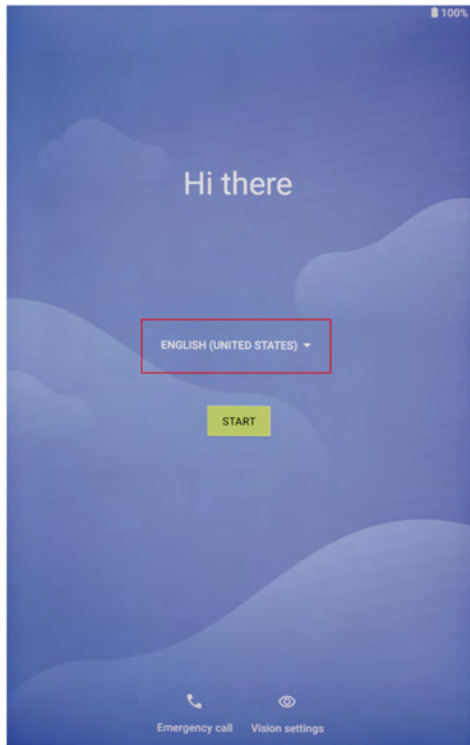 100%
Hi there
ENGLISH (UNITED STATES)
START
Emergency call Vision settings